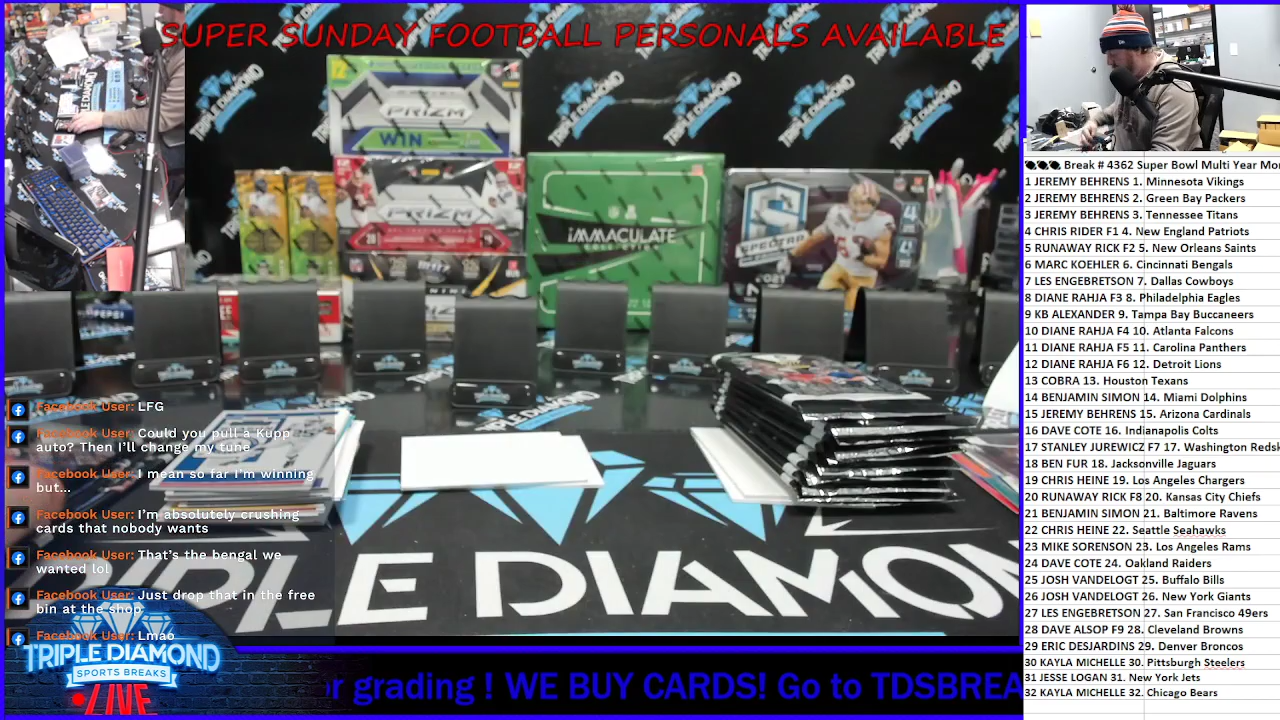 SUPER SUNDAY FOOTBALL PERSONALS AVAILABLE
TRIPLE DIAMOND
12
PRIZM
WIN
PRIZM
IMMACULATE
COLLECTION
SPECTRA
2021
PEPSI
Facebook User: LFG
Facebook User: Could you pull a Kupp
auto? Then I'll change my tune
Facebook User: I mean so far I'm winning
but...
Facebook User: I'm absolutely crushing
cards that nobody wants
Facebook User: That's the bengal we
wanted lol
Facebook User: Just drop that in the free
bin at the shop
Facebook User: Lmao
TRIPLE DIAMOND
SPORTS BREAKS
LIVE
IPLE DIAMON
or grading ! WE BUY CARDS! Go to TDSBREA
Break # 4362 Super Bowl Multi Year Mo
1 JEREMY BEHRENS 1. Minnesota Vikings
2 JEREMY BEHRENS 2. Green Bay Packers
3 JEREMY BEHRENS 3. Tennessee Titans
4 CHRIS BADER F1 4. New England Patriots
5 RUNAWAY RICK F2 5. New Orleans Saints
6 MARC KOEHLER 6. Cincinnati Bengals
7 LES ENGEBRETSON 7. Dallas Cowboys
8 DIANE RAHJA F3 8. Philadelphia Eagles
9 KB ALEXANDER 9. Tampa Bay Buccaneers
10 DIANE RAHJA F4 10. Atlanta Falcons
11 DIANE RAHJA F5 11. Carolina Panthers
12 DIANE RAHJA F6 12. Detroit Lions
13 COBRA 13. Houston Texans
14 BENJAMIN SIMON 14. Miami Dolphins
15 JEREMY BEHRENS 15. Arizona Cardinals
16 DAVE COTE 16. Indianapolis Colts
17 17. Washington Redsk
18 18. Jacksonville Jaguars
19 CHRIS HEINE 19. Los Angeles Chargers
20 RUNAWAY RICK F8 20. Kansas City Chiefs
21 BENJAMIN SIMON 21. Baltimore Ravens
22 CHRIS HEINE 22. Seattle Seahawks
23 MIKE SORENSON 23. Los Angeles Rams
24 DAVE COTE 24. Oakland Raiders
25 JOSH VANDELOGT 25. Buffalo Bills
26 JOSH VANDELOGT 26. New York Giants
27 LES ENGEBRETSON 27. San Francisco 49ers
28 DAVE ALSOP F9 28. Cleveland Browns
29 29. Denver Broncos
30 30. Pittsburgh Steelers
31 31. New York Jets
32 32. Chicago Bears